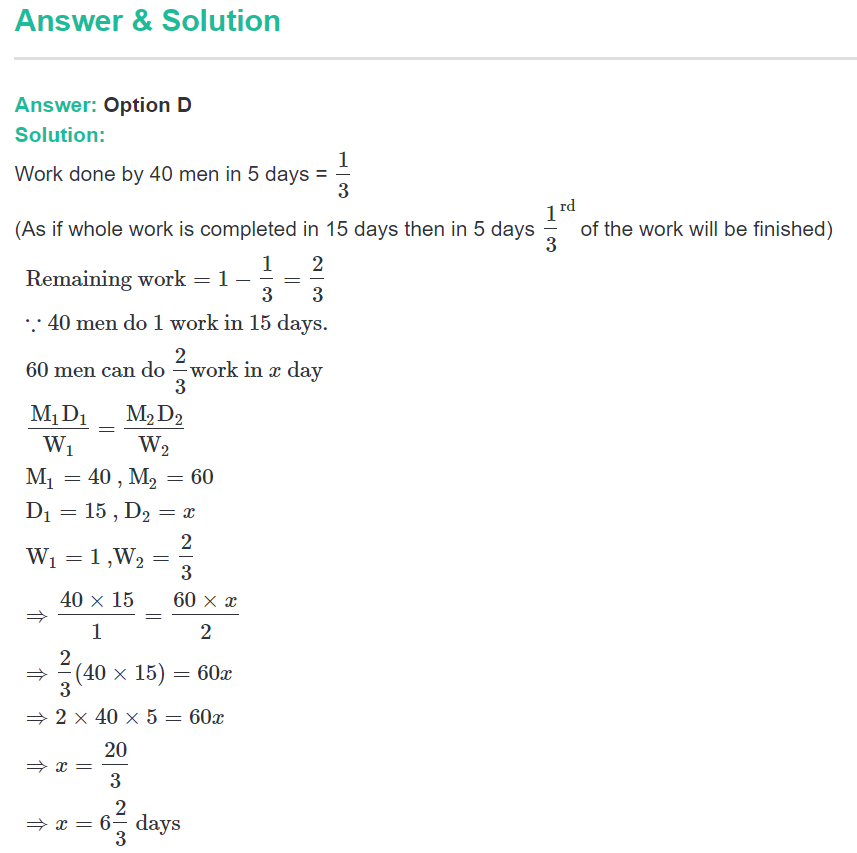 Answer & Solution
Answer: Option D
Solution:
Work done by 40 men in 5 days = 1/3
(As if whole work is completed in 15 days then in 5 days 1/3 rd of the work will be finished)
Remaining work = 1 − 1/3 = 2/3
∵ 40 men do 1 work in 15 days.
60 men can do 2/3 work in x day
M₁D₁/W₁ = M₂D₂/W₂
M₁ = 40 , M₂ = 60
D₁ = 15 , D₂ = x
W₁ = 1 ,W₂ = 2/3
⇒ 40 × 15/1 = 60 × x/2
⇒ 2/3(40 × 15) = 60x
⇒ 2 × 40 × 5 = 60x
⇒ x = 20/3
⇒ x = 6 2/3 days